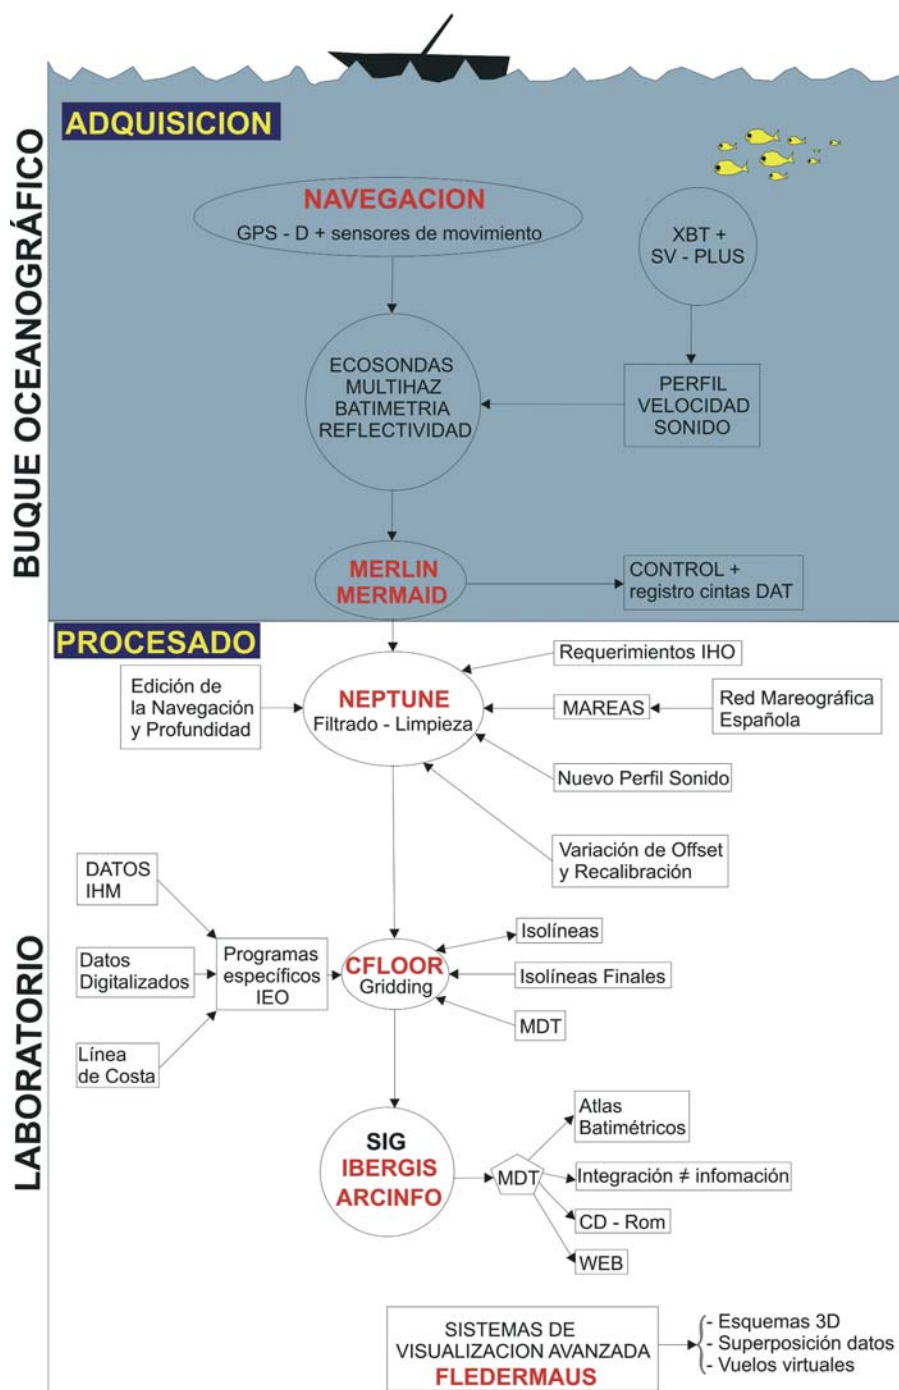 BUQUE OCEANOGRÁFICO
ADQUISICION
NAVEGACION
GPS - D + sensores de movimiento
XBT +
SV - PLUS
ECOSONDAS
MULTIHAZ
BATIMETRIA
REFLECTIVIDAD
PERFIL
VELOCIDAD
SONIDO
MERLIN
MERMAID
CONTROL +
registro cintas DAT
LABORATORIO
PROCESADO
Edición de
la Navegación
y Profundidad
NEPTUNE
Filtrado - Limpieza
Requerimientos IHO
MAREAS
Red Mareográfica
Española
Nuevo Perfil Sonido
Variación de Offset
y Recalibración
DATOS
IHM
Datos
Digitalizados
Línea
de Costa
Programas
específicos
IEO
CFLOOR
Gridding
Isolíneas
Isolíneas Finales
MDT
SIG
IBERGIS
ARCINFO
MDT
Atlas
Batimétricos
Integración ≠ infomación
CD - Rom
WEB
SISTEMAS DE
VISUALIZACION AVANZADA
FLEDERMAUS
- Esquemas 3D
- Superposición datos
- Vuelos virtuales